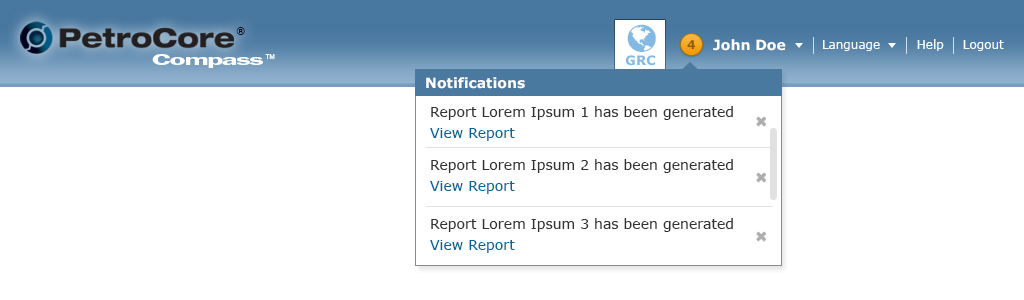 PetroCore®
Compass™
GRC
4
John Doe
Language
Help
Logout
Notifications
Report Lorem Ipsum 1 has been generated
View Report
Report Lorem Ipsum 2 has been generated
View Report
Report Lorem Ipsum 3 has been generated
View Report